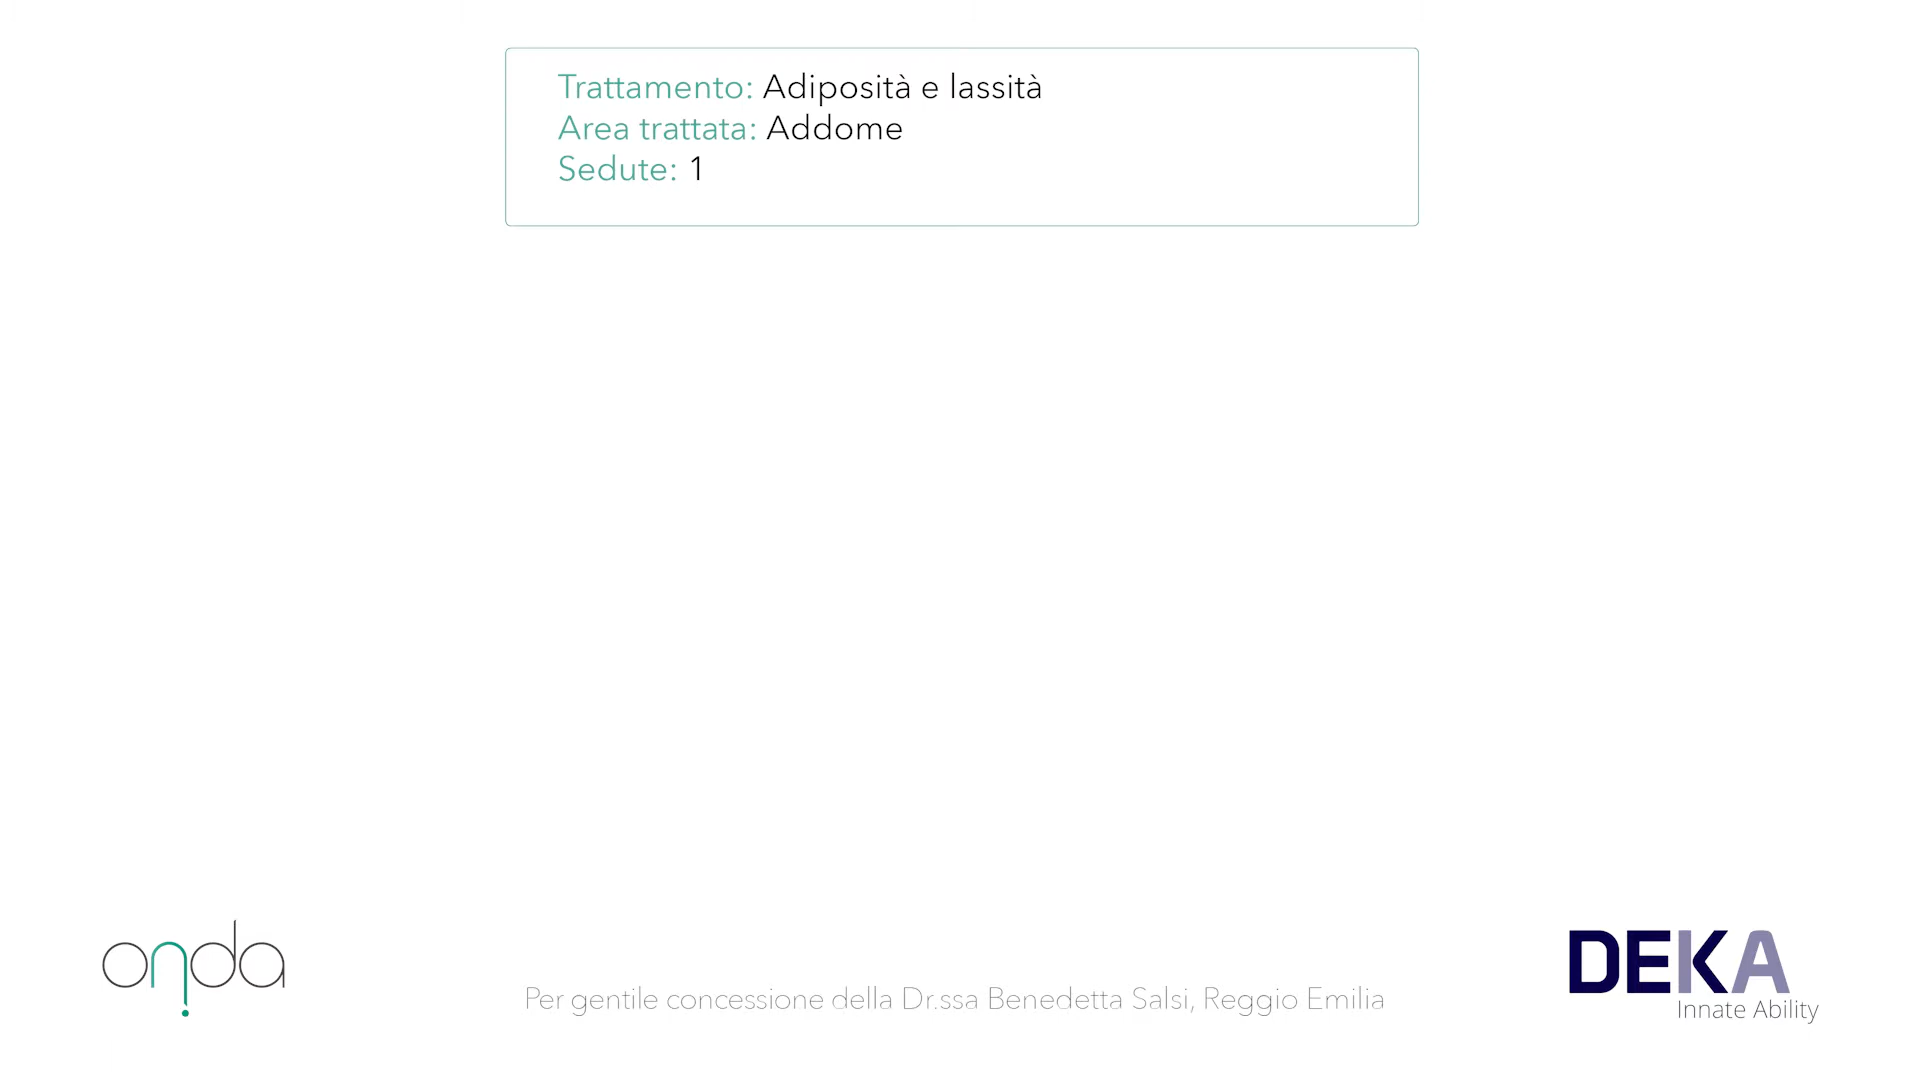 Trattamento: Adiposità e lassità
Area trattata: Addome
Sedute: 1
onda
Per gentile concessione della Dr.ssa Benedetta Salsi, Reggio Emilia
DEKA
Innate Ability